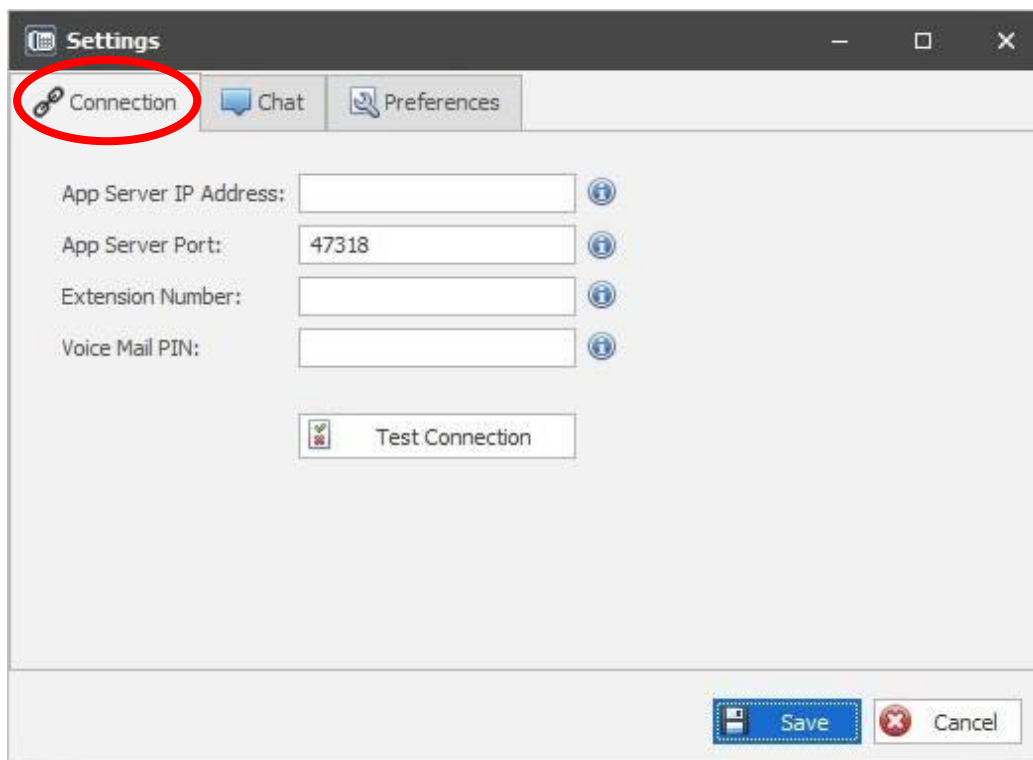 Settings
Connection Chat Preferences
App Server IP Address:
App Server Port: 47318
Extension Number:
Voice Mail PIN:
Test Connection
Save Cancel